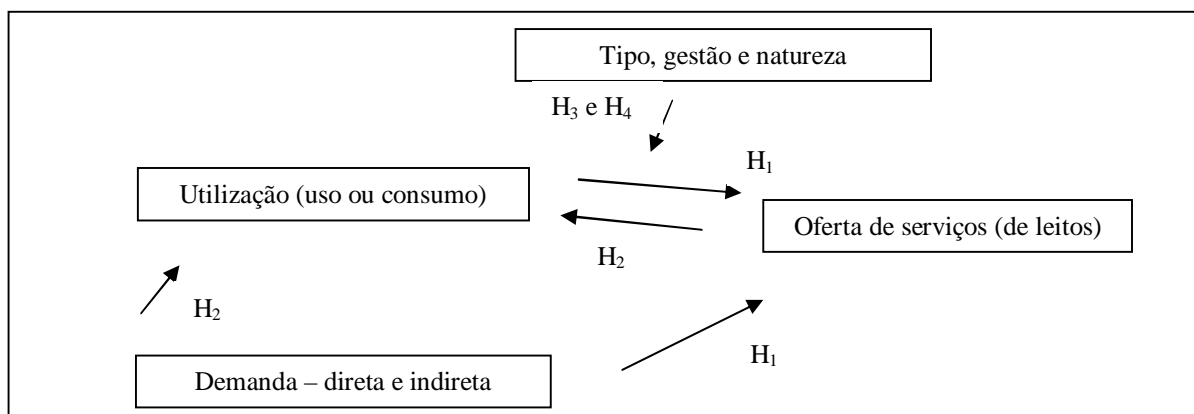 Tipo, gestão e natureza
H₃ e H₄
H₁
Utilização (uso ou consumo)
Oferta de serviços (de leitos)
H₂
H₂
H₁
Demanda – direta e indireta